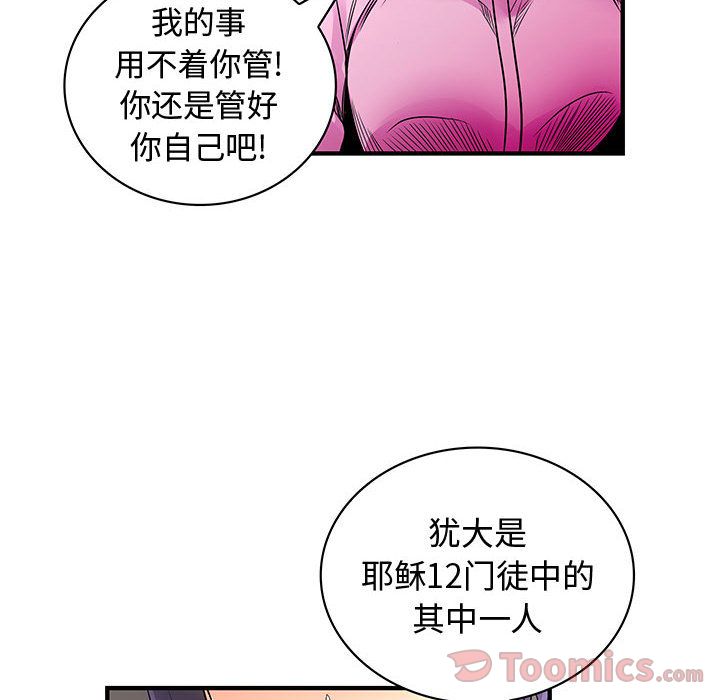 我的事
用不着你管!
你还是管好
你自己吧!
犹大是
耶稣12门徒中的
其中一人
Toomics.com